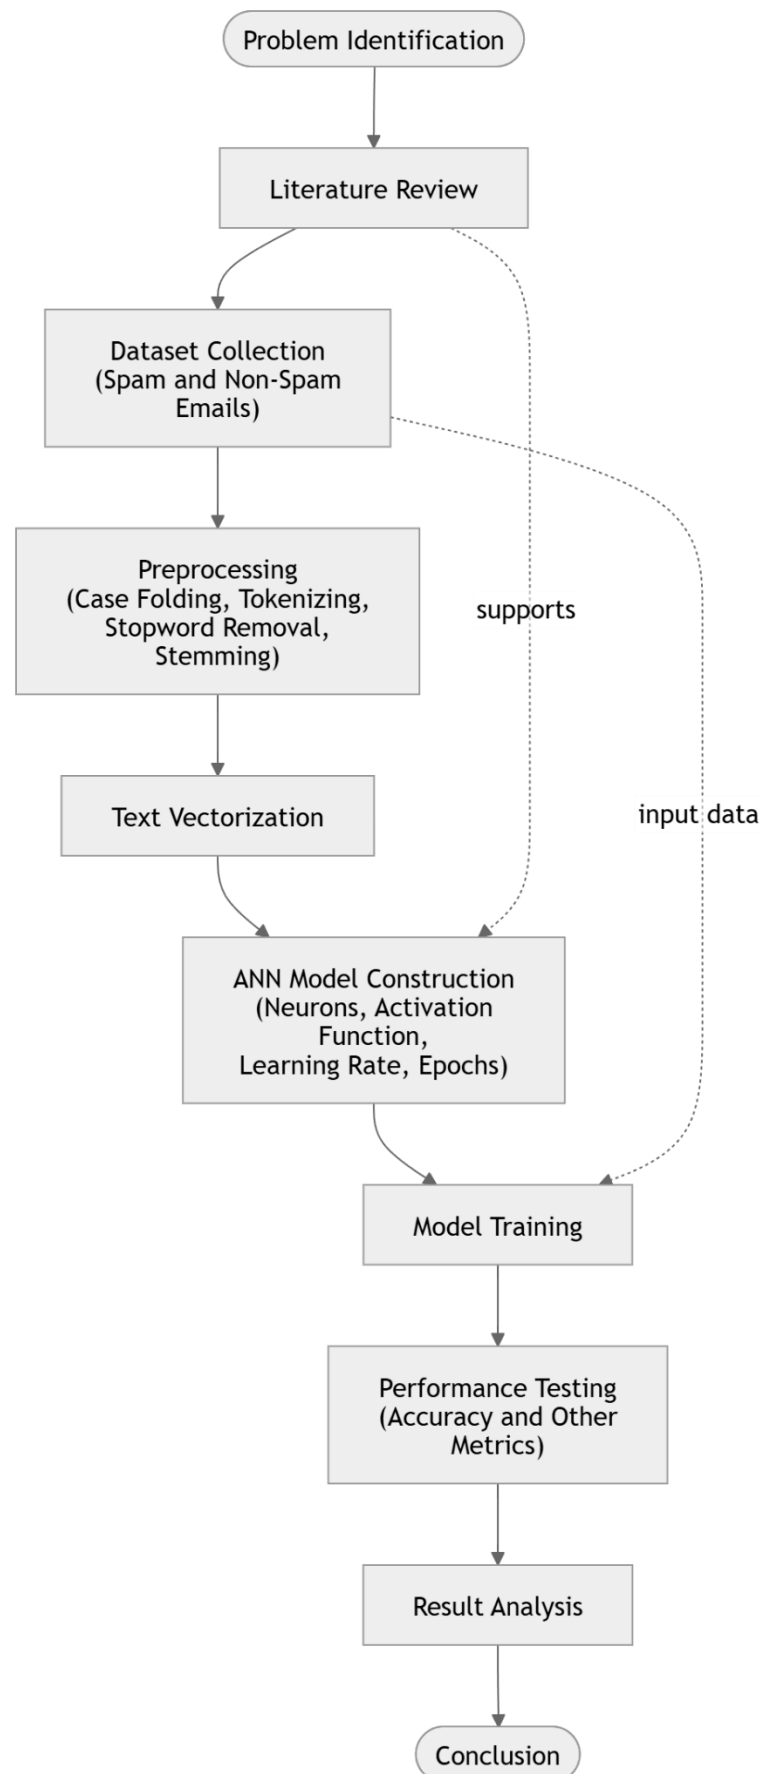 Problem Identification
Literature Review
Dataset Collection
(Spam and Non-Spam
Emails)
Preprocessing
(Case Folding, Tokenizing,
Stopword Removal,
Stemming)
supports
Text Vectorization
input data
ANN Model Construction
(Neurons, Activation
Function,
Learning Rate, Epochs)
Model Training
Performance Testing
(Accuracy and Other
Metrics)
Result Analysis
Conclusion